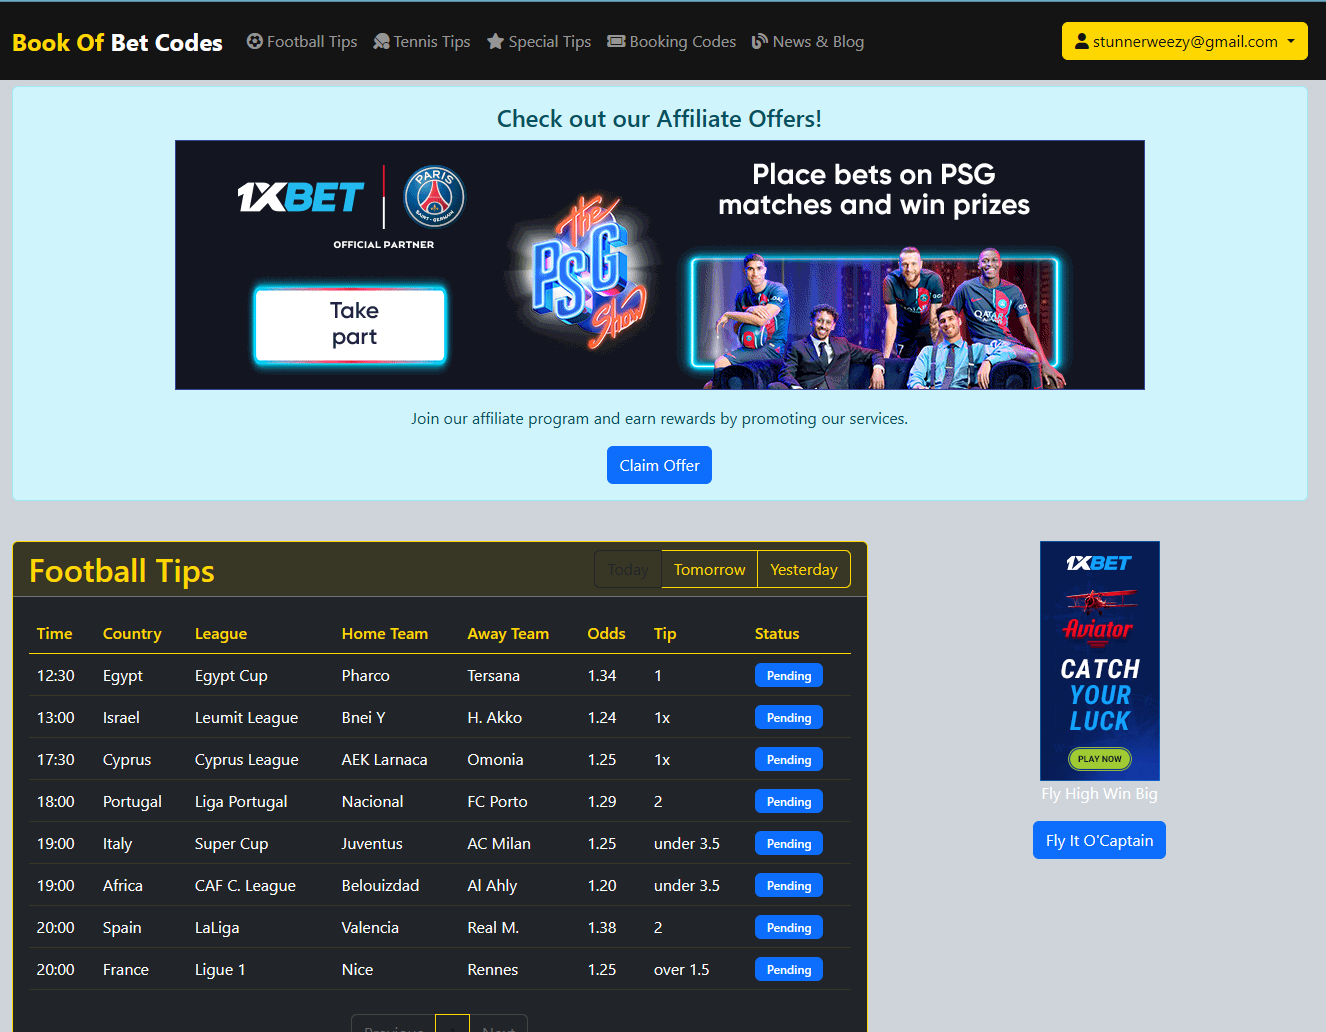 Book Of Bet Codes Football Tips Tennis Tips Special Tips Booking Codes News & Blog stunnerweezy@gmail.com
Check out our Affiliate Offers!
1XBET PARIS SAINT-GERMAIN
OFFICIAL PARTNER
Take
part
the
PSG
Show
Place bets on PSG
matches and win prizes
Join our affiliate program and earn rewards by promoting our services.
Claim Offer
Football Tips Today Tomorrow Yesterday
Time Country League Home Team Away Team Odds Tip Status
12:30 Egypt Egypt Cup Pharco Tersana 1.34 1 Pending
13:00 Israel Leumit League Bnei Y H. Akko 1.24 1x Pending
17:30 Cyprus Cyprus League AEK Larnaca Omonia 1.25 1x Pending
18:00 Portugal Liga Portugal Nacional FC Porto 1.29 2 Pending
19:00 Italy Super Cup Juventus AC Milan 1.25 under 3.5 Pending
19:00 Africa CAF C. League Belouizdad Al Ahly 1.20 under 3.5 Pending
20:00 Spain LaLiga Valencia Real M. 1.38 2 Pending
20:00 France Ligue 1 Nice Rennes 1.25 over 1.5 Pending
Previous Next
1XBET
Aviator
CATCH
YOUR
LUCK
PLAY NOW
Fly High Win Big
Fly It O'Captain